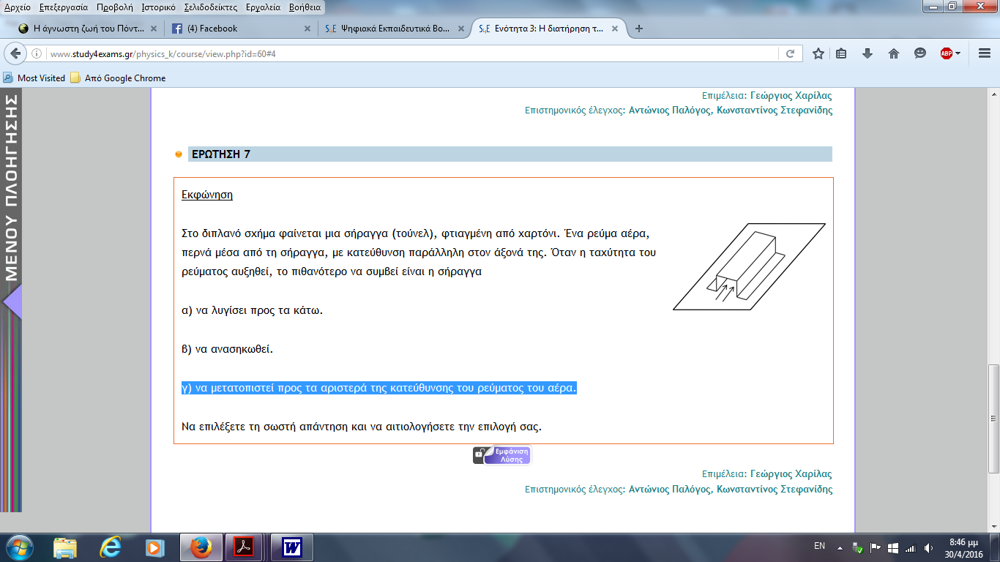 Αρχείο Επεξεργασία Προβολή Ιστορικό Σελιδοδείκτες Εργαλεία Βοήθεια
Η άγνωστη ζωή του Πόντ... (4) Facebook Ψηφιακά Εκπαιδευτικά Βο... Ενότητα 3: Η διατήρηση τ...
www.study4exams.gr/physics_k/course/view.php?id=60#4
ABP
Most Visited Από Google Chrome
ΜΕΝΟΥ ΠΛΟΗΓΗΣΗΣ
Επιμέλεια: Γεώργιος Χαρίλας
Επιστημονικός έλεγχος: Αντώνιος Παλόγος, Κωνσταντίνος Στεφανίδης
ΕΡΩΤΗΣΗ 7
Εκφώνηση
Στο διπλανό σχήμα φαίνεται μια σήραγγα (τούνελ), φτιαγμένη από χαρτόνι. Ένα ρεύμα αέρα,
περνά μέσα από τη σήραγγα, με κατεύθυνση παράλληλη στον άξονά της. Όταν η ταχύτητα του
ρεύματος αυξηθεί, το πιθανότερο να συμβεί είναι η σήραγγα
α) να λυγίσει προς τα κάτω.
β) να ανασηκωθεί.
γ) να μετατοπιστεί προς τα αριστερά της κατεύθυνσης του ρεύματος του αέρα.
Να επιλέξετε τη σωστή απάντηση και να αιτιολογήσετε την επιλογή σας.
Εμφάνιση
Λύσης
Επιμέλεια: Γεώργιος Χαρίλας
Επιστημονικός έλεγχος: Αντώνιος Παλόγος, Κωνσταντίνος Στεφανίδης
EN
8:46 μμ
30/4/2016